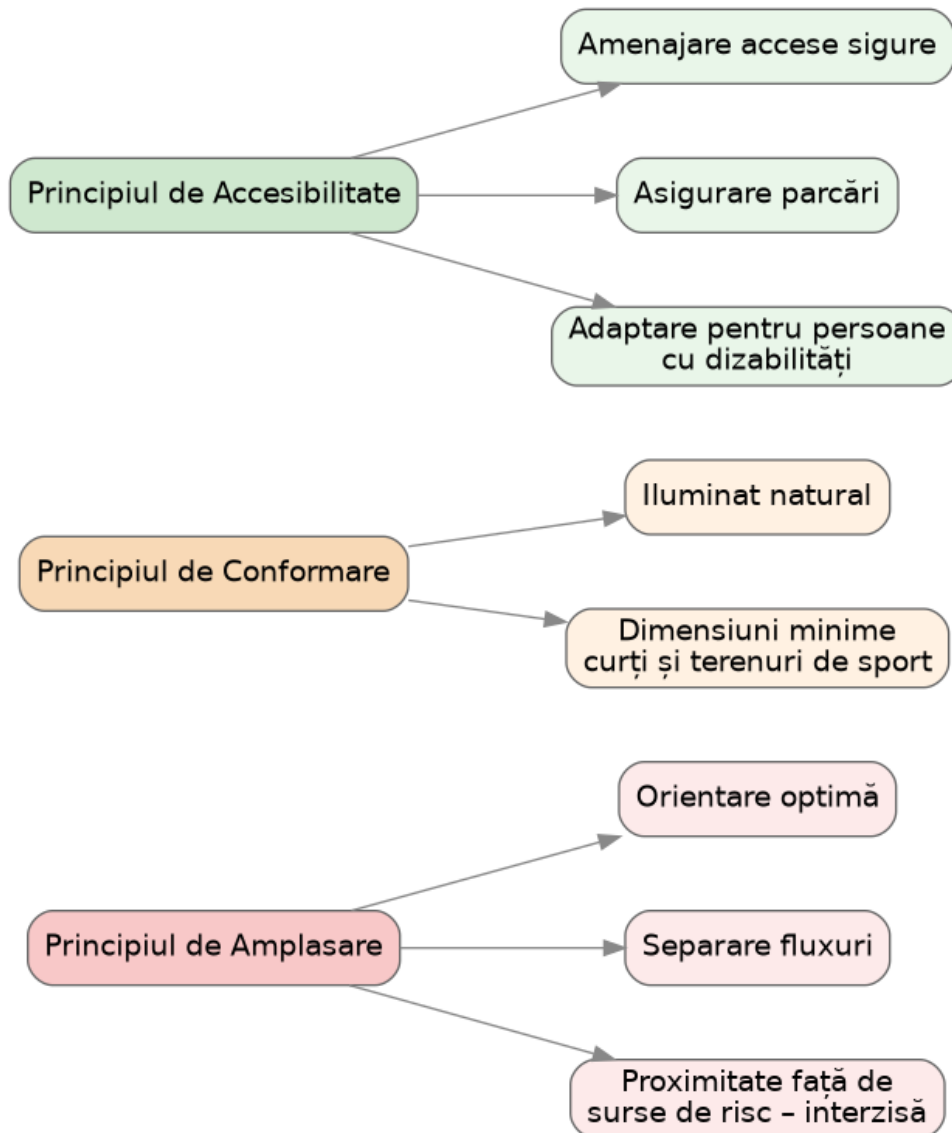 Amenajare accese sigure
Principiul de Accesibilitate
Asigurare parcări
Adaptare pentru persoane
cu dizabilități
Iluminat natural
Principiul de Conformare
Dimensiuni minime
curți și terenuri de sport
Orientare optimă
Principiul de Amplasare
Separare fluxuri
Proximitate față de
surse de risc – interzisă